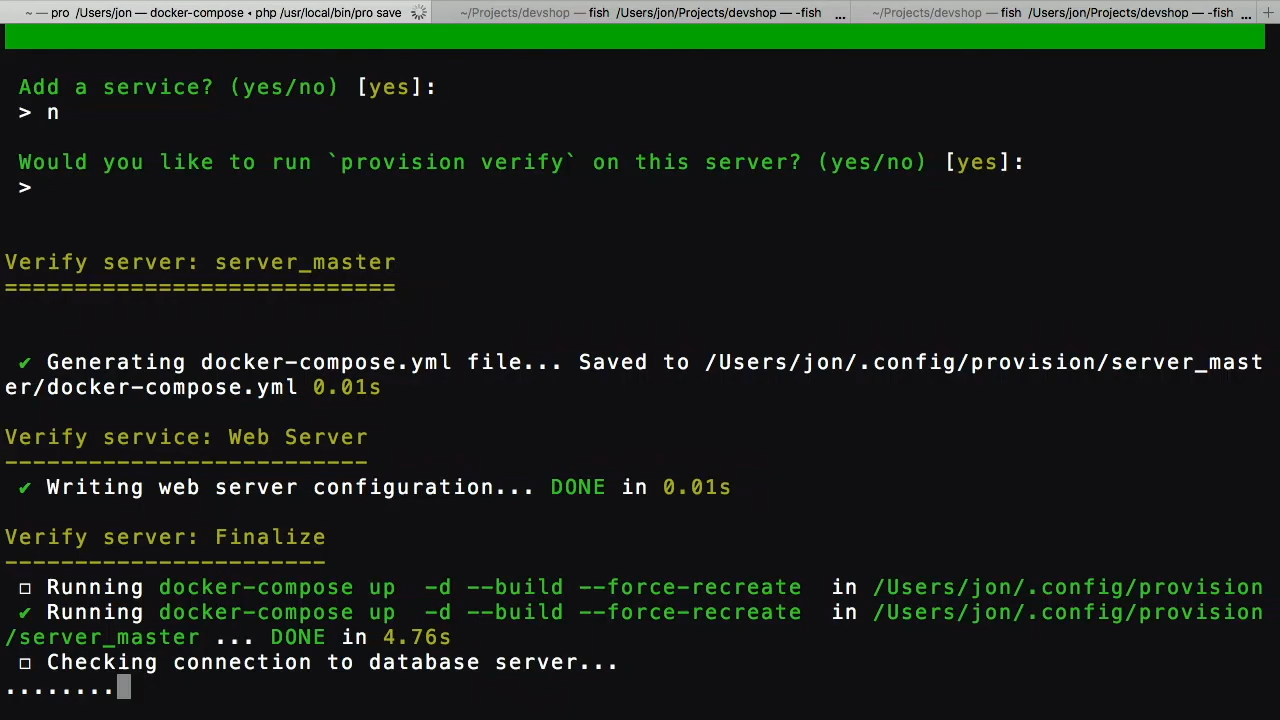 ~ — pro /Users/jon — docker-compose ◂ php /usr/local/bin/pro save
~/Projects/devshop — fish /Users/jon/Projects/devshop — -fish ...
~/Projects/devshop — fish /Users/jon/Projects/devshop — -fish ... +
Add a service? (yes/no) [yes]:
> n
Would you like to run `provision verify` on this server? (yes/no) [yes]:
>
Verify server: server_master
============================
✔ Generating docker-compose.yml file... Saved to /Users/jon/.config/provision/server_mast
er/docker-compose.yml 0.01s
Verify service: Web Server
--------------------------
✔ Writing web server configuration... DONE in 0.01s
Verify server: Finalize
-----------------------
☐ Running docker-compose up  -d --build --force-recreate  in /Users/jon/.config/provision
✔ Running docker-compose up  -d --build --force-recreate  in /Users/jon/.config/provision
/server_master ... DONE in 4.76s
☐ Checking connection to database server...
........